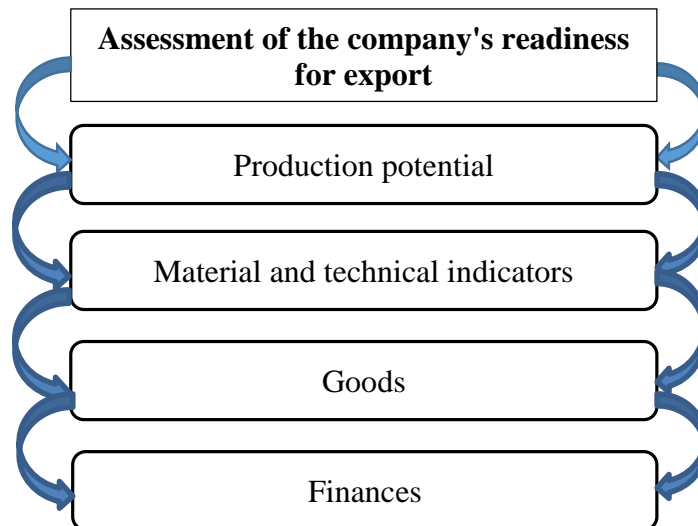 Assessment of the company's readiness
for export
Production potential
Material and technical indicators
Goods
Finances